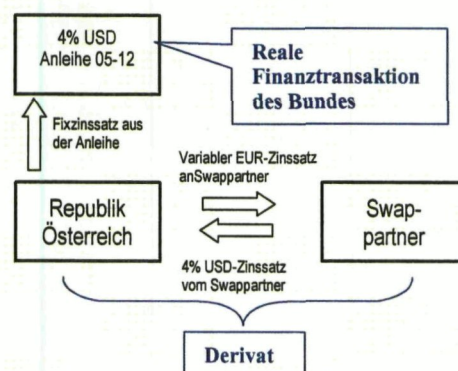 4% USD
Anleihe 05-12
Reale
Finanztransaktion
des Bundes
Fixzinssatz aus
der Anleihe
Variabler EUR-Zinssatz
anSwappartner
Republik
Österreich
Swap-
partner
4% USD-Zinssatz
vom Swappartner
Derivat